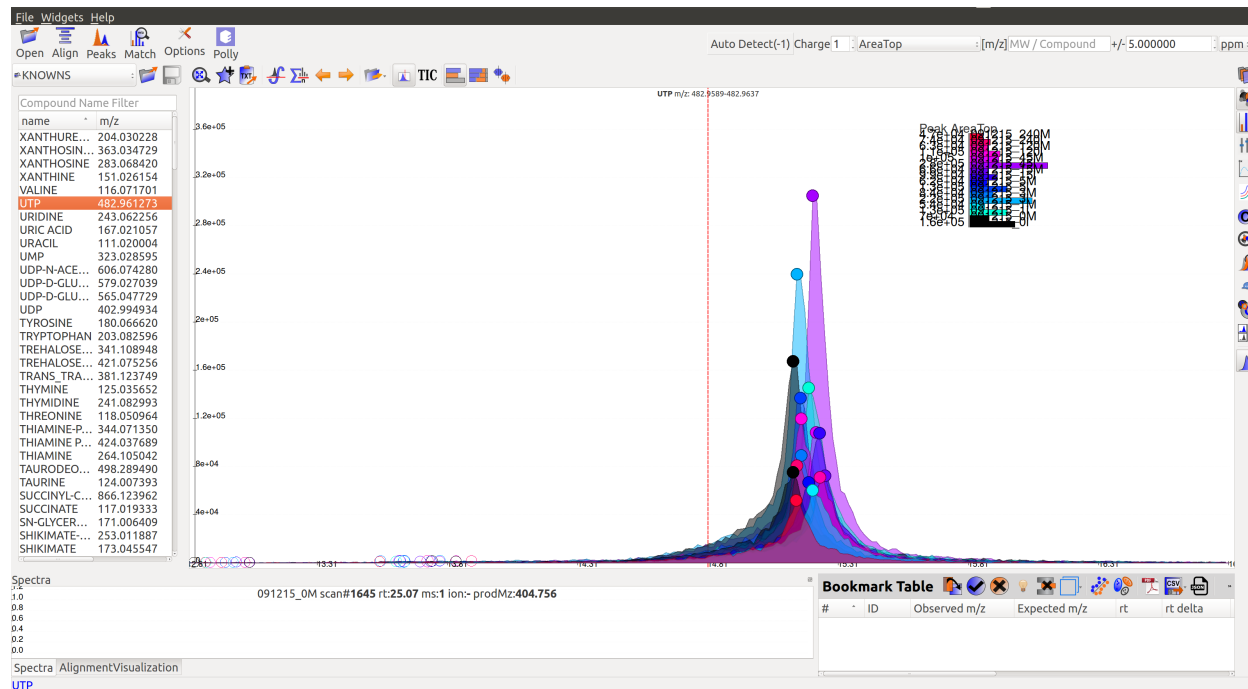 File Widgets Help
Open Align Peaks Match Options Polly
Auto Detect(-1) Charge 1 AreaTop [m/z] MW / Compound +/- 5.000000 ppm
KNOWNS
TIC
Compound Name Filter
name m/z
XANTHURE... 204.030228
XANTHOSIN... 363.034729
XANTHOSINE 283.068420
XANTHINE 151.026154
VALINE 116.071701
UTP 482.961273
URIDINE 243.062256
URIC ACID 167.021057
URACIL 111.020004
UMP 323.028595
UDP-N-ACE... 606.074280
UDP-D-GLU... 579.027039
UDP-D-GLU... 565.047729
UDP 402.994934
TYROSINE 180.066620
TRYPTOPHAN 203.082596
TREHALOSE... 341.108948
TREHALOSE... 421.075256
TRANS_TRA... 381.123749
THYMINE 125.035652
THYMIDINE 241.082993
THREONINE 118.050964
THIAMINE-P... 344.071350
THIAMINE P... 424.037689
THIAMINE 264.105042
TAURODEO... 498.289490
TAURINE 124.007393
SUCCINYL-C... 866.123962
SUCCINATE 117.019333
SN-GLYCER... 171.006409
SHIKIMATE-... 253.011887
SHIKIMATE 173.045547
UTP m/z: 482.9589-482.9637
3.6e+05
3.2e+05
2.8e+05
2.4e+05
2e+05
1.6e+05
1.2e+05
8e+04
4e+04
Peak AreaTop
1.6e+05
12.81 13.31 13.81 14.31 14.81 15.31 15.81 16.31
Spectra
091215_0M scan#1645 rt:25.07 ms:1 ion:- prodMz:404.756
1.0
0.8
0.6
0.4
0.2
0.0
Spectra AlignmentVisualization
Bookmark Table
# ID Observed m/z Expected m/z rt rt delta
UTP